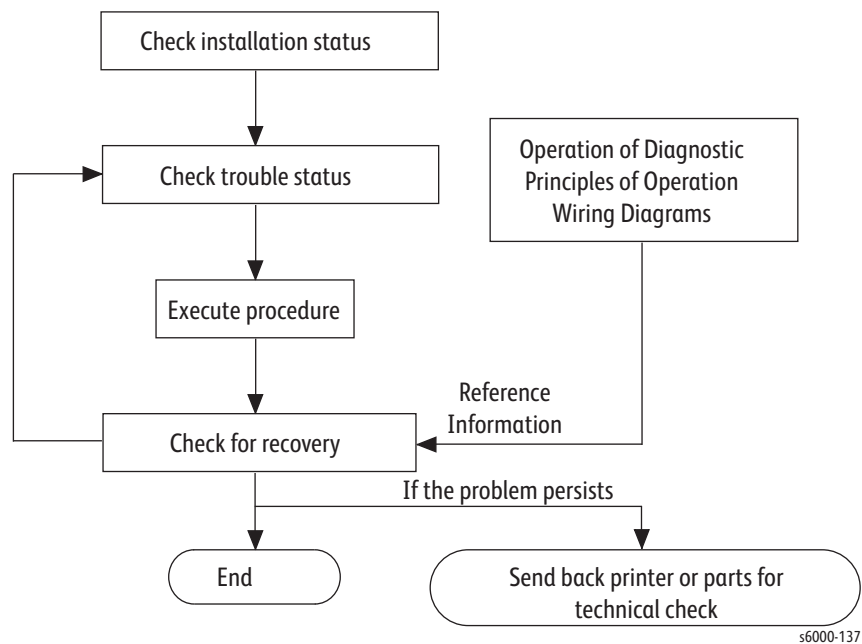 Check installation status
Check trouble status
Operation of Diagnostic
Principles of Operation
Wiring Diagrams
Execute procedure
Reference
Information
Check for recovery
If the problem persists
End
Send back printer or parts for
technical check
s6000-137